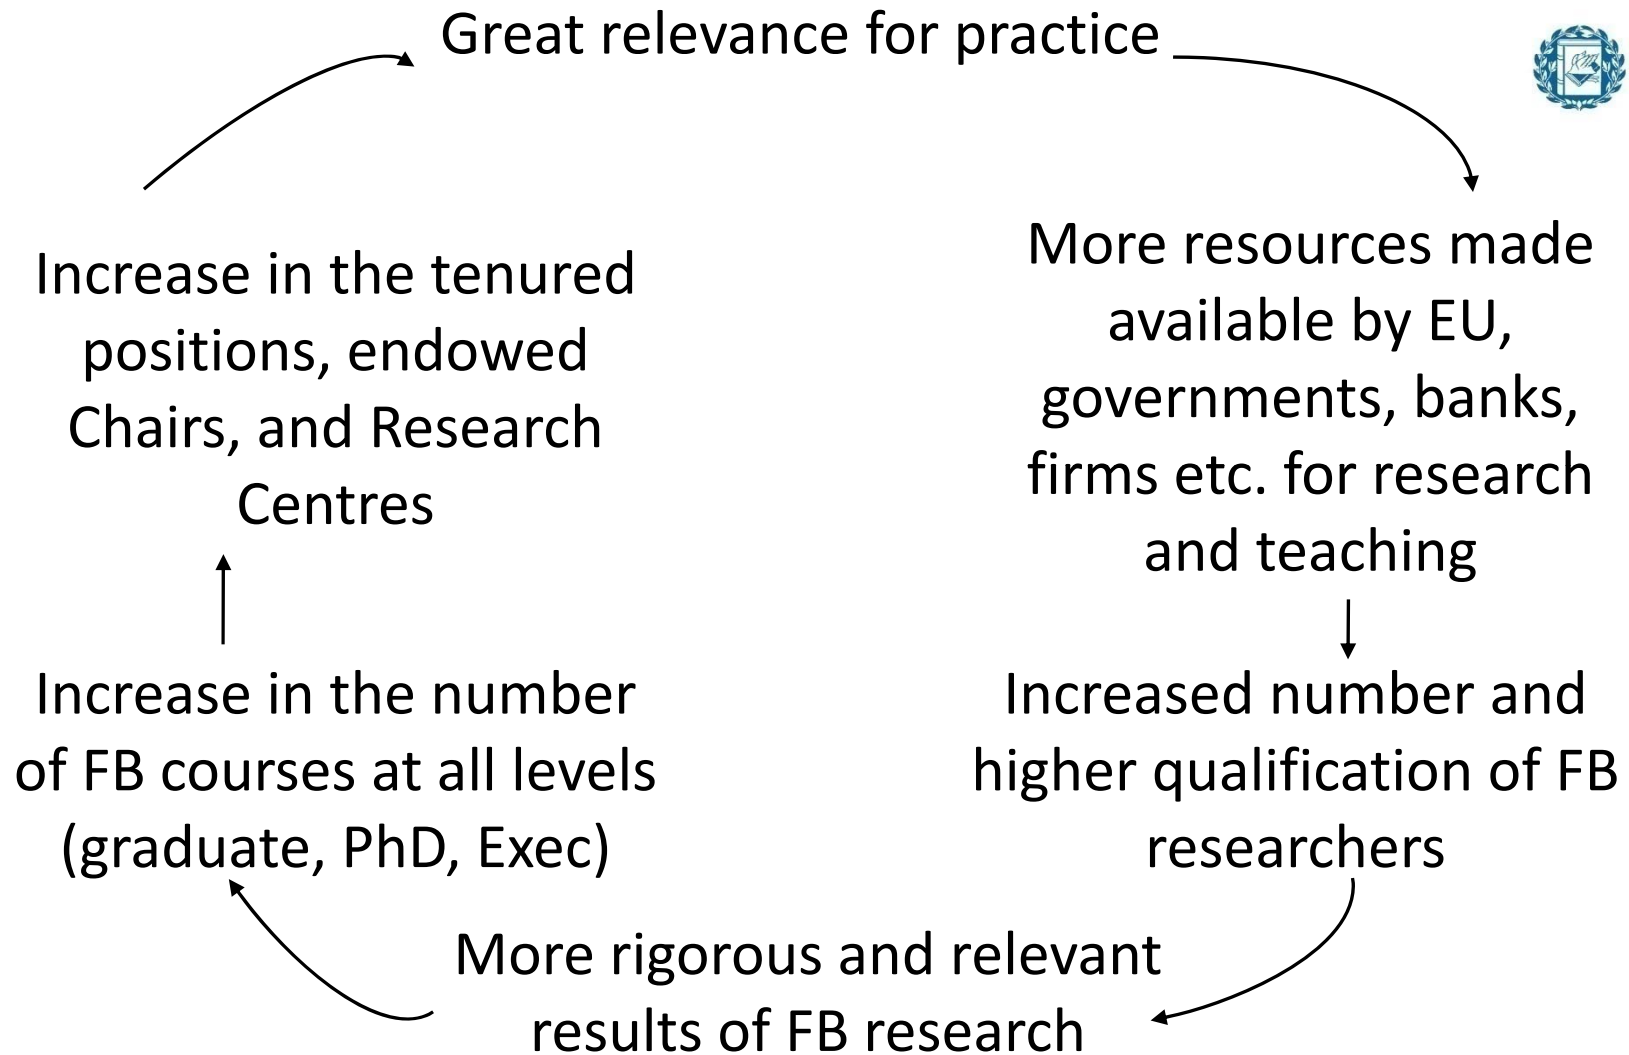 Great relevance for practice
More resources made
available by EU,
governments, banks,
firms etc. for research
and teaching
Increased number and
higher qualification of FB
researchers
More rigorous and relevant
results of FB research
Increase in the number
of FB courses at all levels
(graduate, PhD, Exec)
Increase in the tenured
positions, endowed
Chairs, and Research
Centres